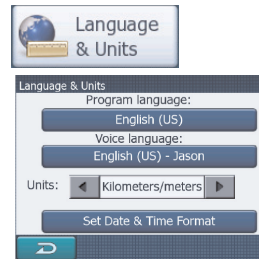 Language
& Units
Language & Units
Program language:
English (US)
Voice language:
English (US) - Jason
Units: Kilometers/meters
Set Date & Time Format